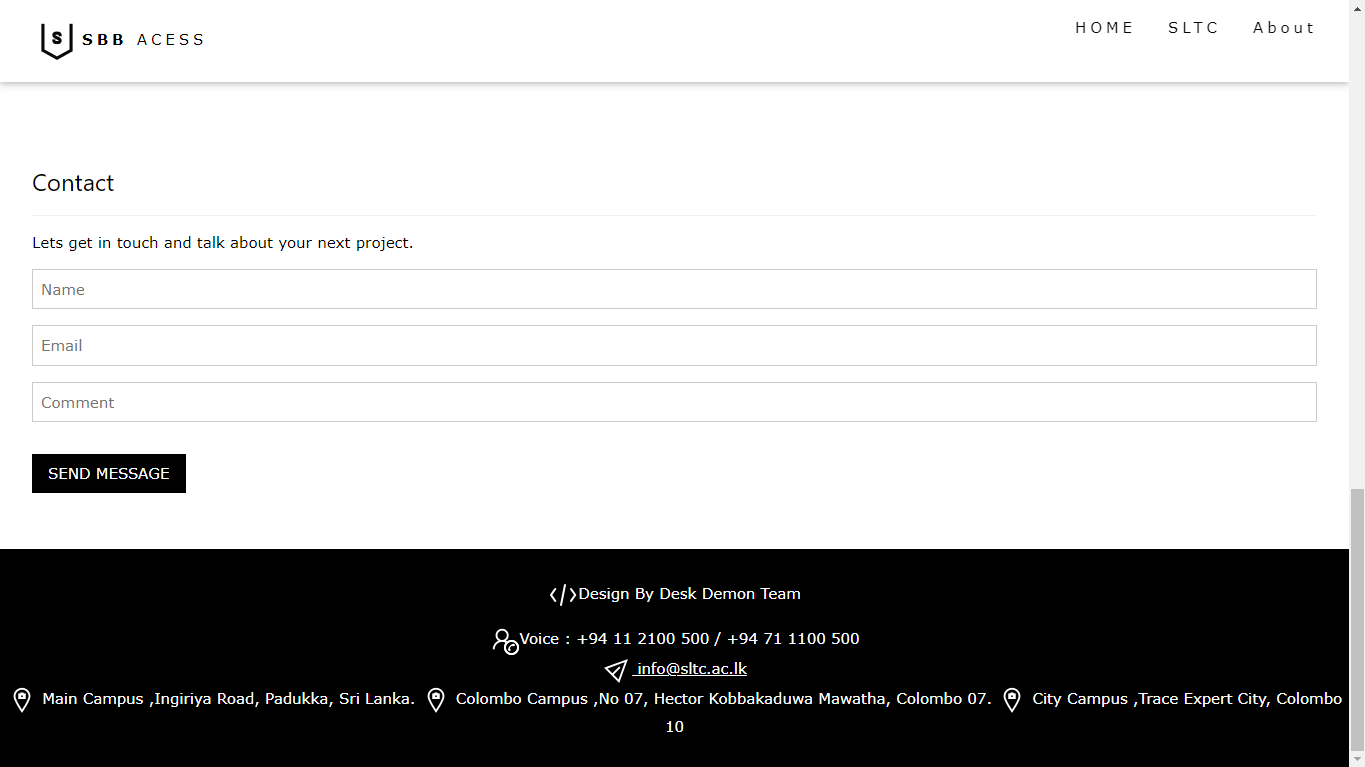 S SBB ACESS
HOME SLTC About
Contact
Lets get in touch and talk about your next project.
Name
Email
Comment
SEND MESSAGE
Design By Desk Demon Team
Voice : +94 11 2100 500 / +94 71 1100 500
info@sltc.ac.lk
Main Campus ,Ingiriya Road, Padukka, Sri Lanka. Colombo Campus ,No 07, Hector Kobbakaduwa Mawatha, Colombo 07. City Campus ,Trace Expert City, Colombo
10